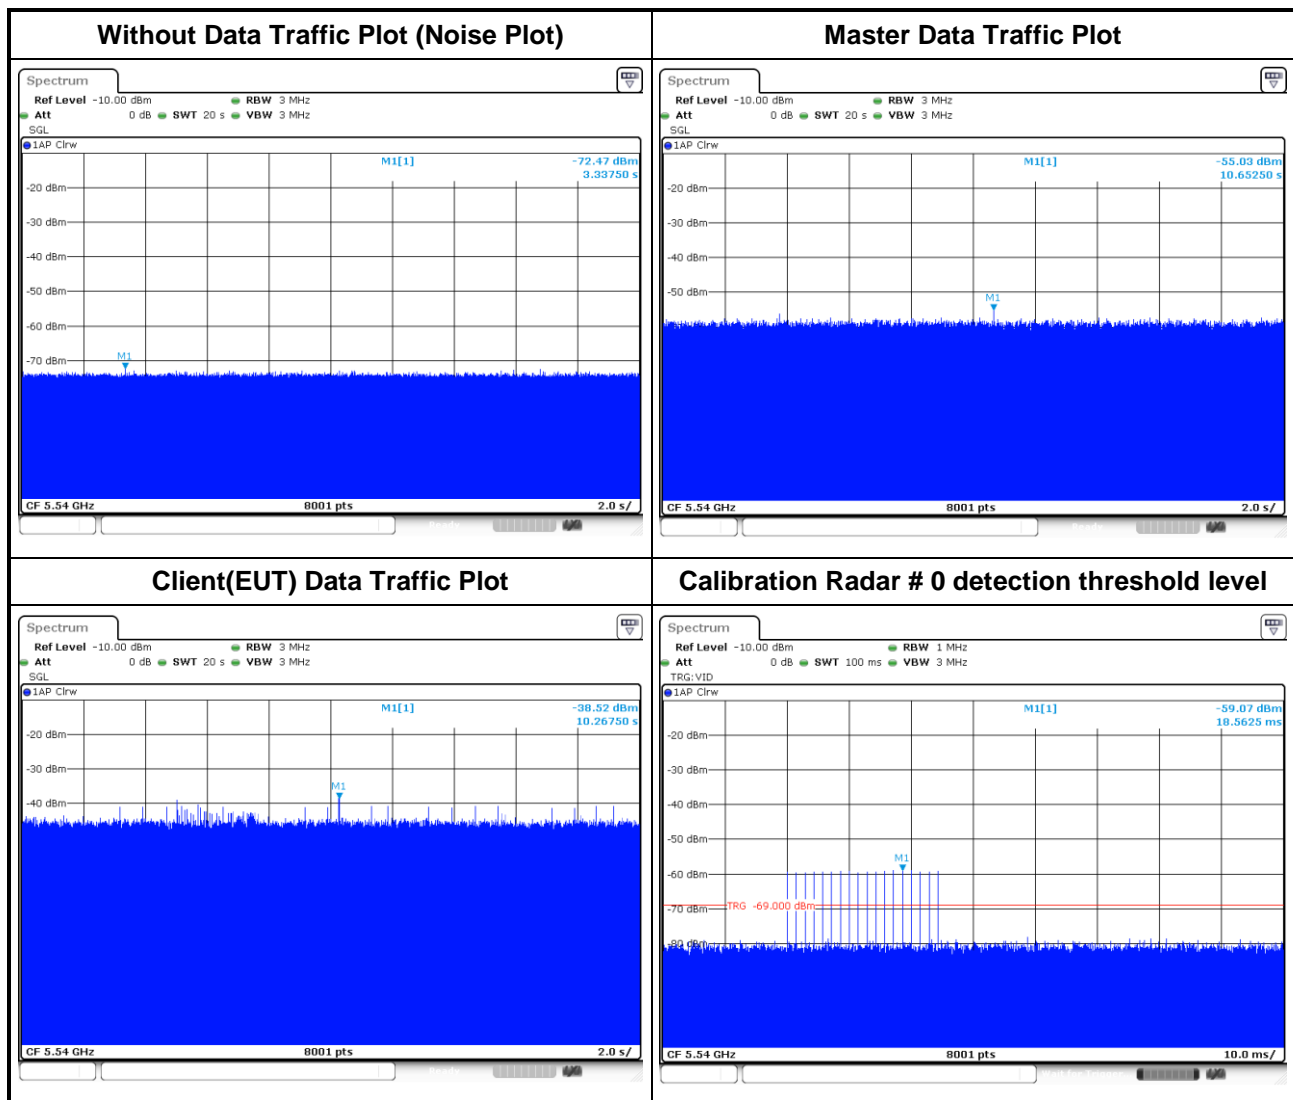 Without Data Traffic Plot (Noise Plot)
Spectrum
Ref Level -10.00 dBm RBW 3 MHz
Att 0 dB SWT 20 s VBW 3 MHz
SGL
1AP Clrw
M1[1] -72.47 dBm
3.33750 s
-20 dBm
-30 dBm
-40 dBm
-50 dBm
-60 dBm
-70 dBm
M1
CF 5.54 GHz 8001 pts 2.0 s/
Ready
Master Data Traffic Plot
Spectrum
Ref Level -10.00 dBm RBW 3 MHz
Att 0 dB SWT 20 s VBW 3 MHz
SGL
1AP Clrw
M1[1] -55.03 dBm
10.65250 s
-20 dBm
-30 dBm
-40 dBm
-50 dBm
M1
CF 5.54 GHz 8001 pts 2.0 s/
Ready
Client(EUT) Data Traffic Plot
Spectrum
Ref Level -10.00 dBm RBW 3 MHz
Att 0 dB SWT 20 s VBW 3 MHz
SGL
1AP Clrw
M1[1] -38.52 dBm
10.26750 s
-20 dBm
-30 dBm
-40 dBm
M1
CF 5.54 GHz 8001 pts 2.0 s/
Ready
Calibration Radar # 0 detection threshold level
Spectrum
Ref Level -10.00 dBm RBW 1 MHz
Att 0 dB SWT 100 ms VBW 3 MHz
TRG:VID
1AP Clrw
M1[1] -59.07 dBm
18.5625 ms
-20 dBm
-30 dBm
-40 dBm
-50 dBm
M1
-60 dBm
TRG -69.000 dBm
-70 dBm
-80 dBm
CF 5.54 GHz 8001 pts 10.0 ms/
Wait for Trigger